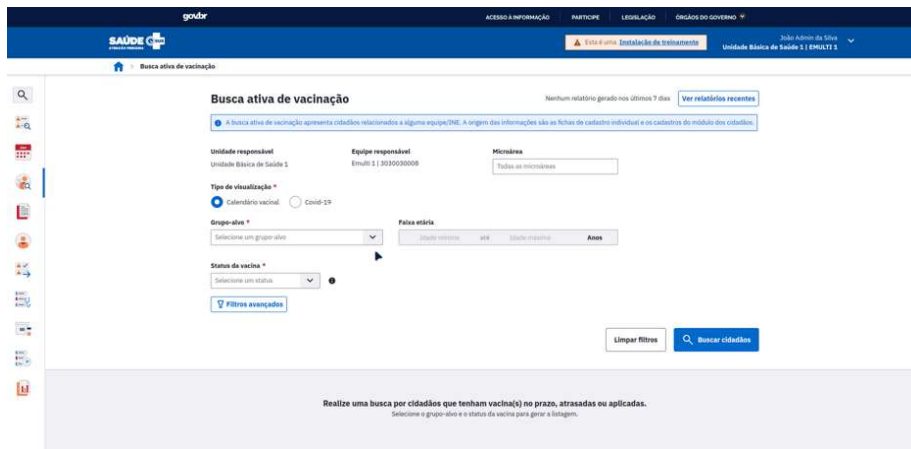 gov.br
ACESSO À INFORMAÇÃO PARTICIPE LEGISLAÇÃO ÓRGÃOS DO GOVERNO
SAÚDE e-SUS
ATENÇÃO PRIMÁRIA
Esta é uma Instalação de treinamento
João Admin da Silva
Unidade Básica de Saúde 1 | EMULTI 1
Busca ativa de vacinação
Busca ativa de vacinação
Nenhum relatório gerado nos últimos 7 dias
Ver relatórios recentes
A busca ativa de vacinação apresenta cidadãos relacionados a alguma equipe/INE. A origem das informações são as fichas de cadastro individual e os cadastros do módulo dos cidadãos.
Unidade responsável Equipe responsável Microárea
Unidade Básica de Saúde 1 Emulti 1 | 3030030008 Todas as microáreas
Tipo de visualização *
Calendário vacinal Covid-19
Grupo-alvo * Faixa etária
Selecione um grupo-alvo Idade mínima até Idade máxima Anos
Status da vacina *
Selecione um status
Filtros avançados
Limpar filtros Buscar cidadãos
Realize uma busca por cidadãos que tenham vacina(s) no prazo, atrasadas ou aplicadas.
Selecione o grupo-alvo e o status da vacina para gerar a listagem.